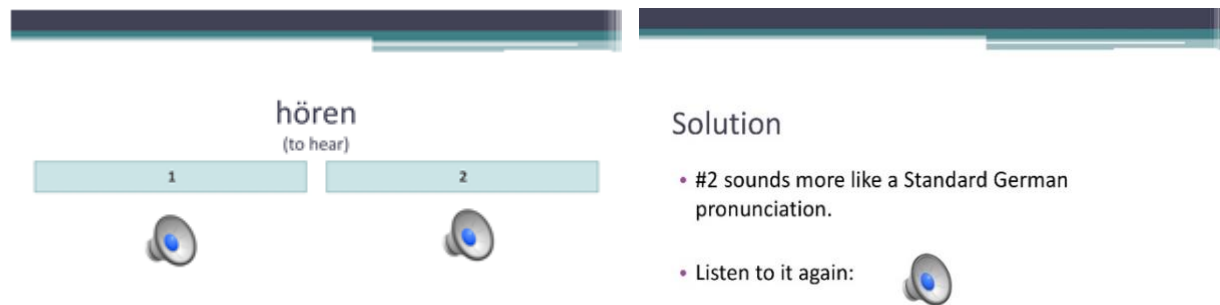 hören
(to hear)
1 2
Solution
• #2 sounds more like a Standard German
pronunciation.
• Listen to it again: